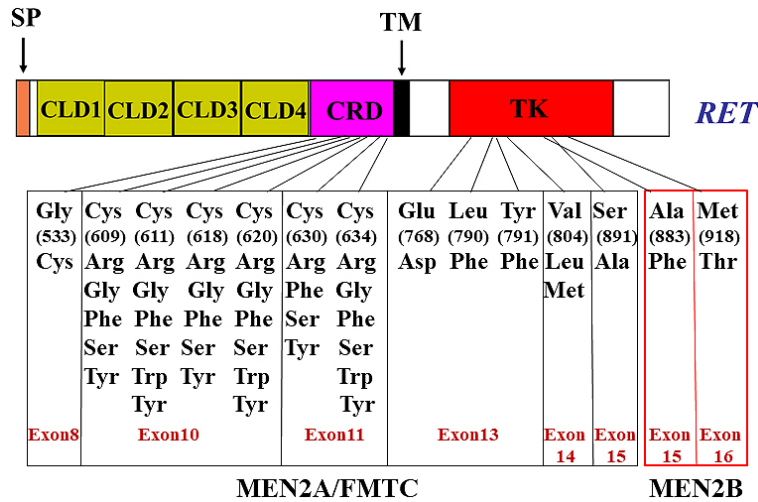 SP
TM
CLD1 CLD2 CLD3 CLD4 CRD TK
RET
Gly Cys Cys Cys Cys Cys Cys Glu Leu Tyr Val Ser Ala Met
(533) (609) (611) (618) (620) (630) (634) (768) (790) (791) (804) (891) (883) (918)
Cys Arg Arg Arg Arg Arg Arg Asp Phe Phe Leu Ala Phe Thr
Gly Gly Gly Gly Phe Gly Met
Phe Phe Phe Phe Ser Phe
Ser Ser Ser Ser Tyr Ser
Tyr Trp Tyr Trp Trp
Tyr Tyr Tyr
Exon8 Exon10 Exon11 Exon13 Exon Exon Exon Exon
14 15 15 16
MEN2A/FMTC MEN2B